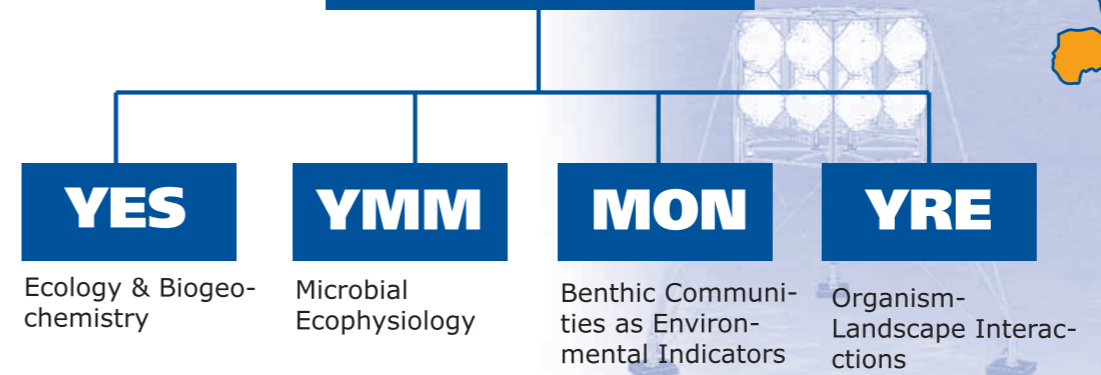 YES
YMM
MON
YRE
Ecology & Biogeo-
chemistry
Microbial
Ecophysiology
Benthic Communi-
ties as Environ-
mental Indicators
Organism-
Landscape Interac-
ctions